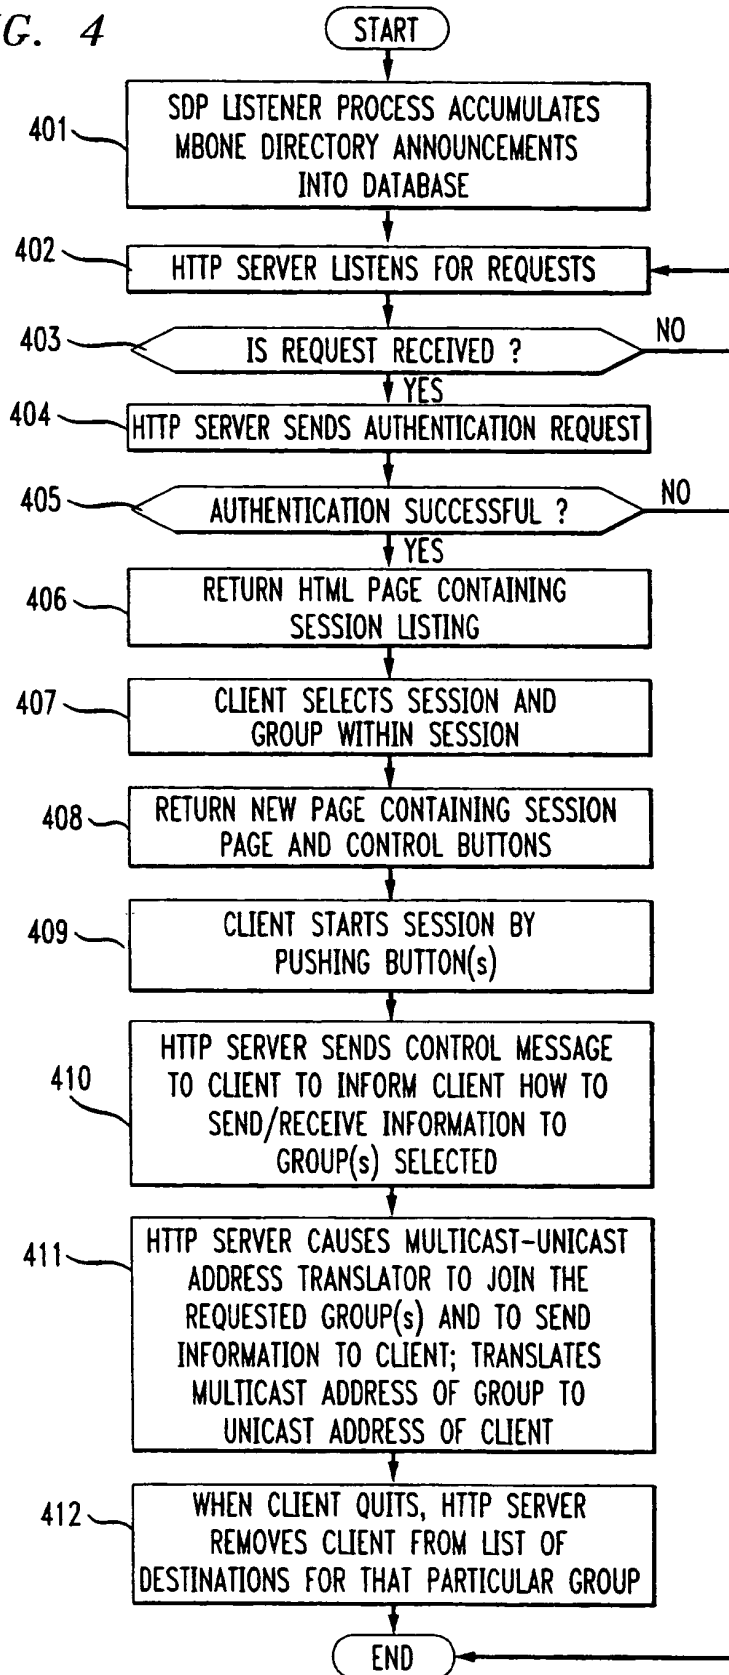 G. 4
START
401
SDP LISTENER PROCESS ACCUMULATES
MBONE DIRECTORY ANNOUNCEMENTS
INTO DATABASE
402
HTTP SERVER LISTENS FOR REQUESTS
403
IS REQUEST RECEIVED ?
NO
YES
404
HTTP SERVER SENDS AUTHENTICATION REQUEST
405
AUTHENTICATION SUCCESSFUL ?
NO
YES
406
RETURN HTML PAGE CONTAINING
SESSION LISTING
407
CLIENT SELECTS SESSION AND
GROUP WITHIN SESSION
408
RETURN NEW PAGE CONTAINING SESSION
PAGE AND CONTROL BUTTONS
409
CLIENT STARTS SESSION BY
PUSHING BUTTON(s)
410
HTTP SERVER SENDS CONTROL MESSAGE
TO CLIENT TO INFORM CLIENT HOW TO
SEND/RECEIVE INFORMATION TO
GROUP(s) SELECTED
411
HTTP SERVER CAUSES MULTICAST-UNICAST
ADDRESS TRANSLATOR TO JOIN THE
REQUESTED GROUP(s) AND TO SEND
INFORMATION TO CLIENT; TRANSLATES
MULTICAST ADDRESS OF GROUP TO
UNICAST ADDRESS OF CLIENT
412
WHEN CLIENT QUITS, HTTP SERVER
REMOVES CLIENT FROM LIST OF
DESTINATIONS FOR THAT PARTICULAR GROUP
END